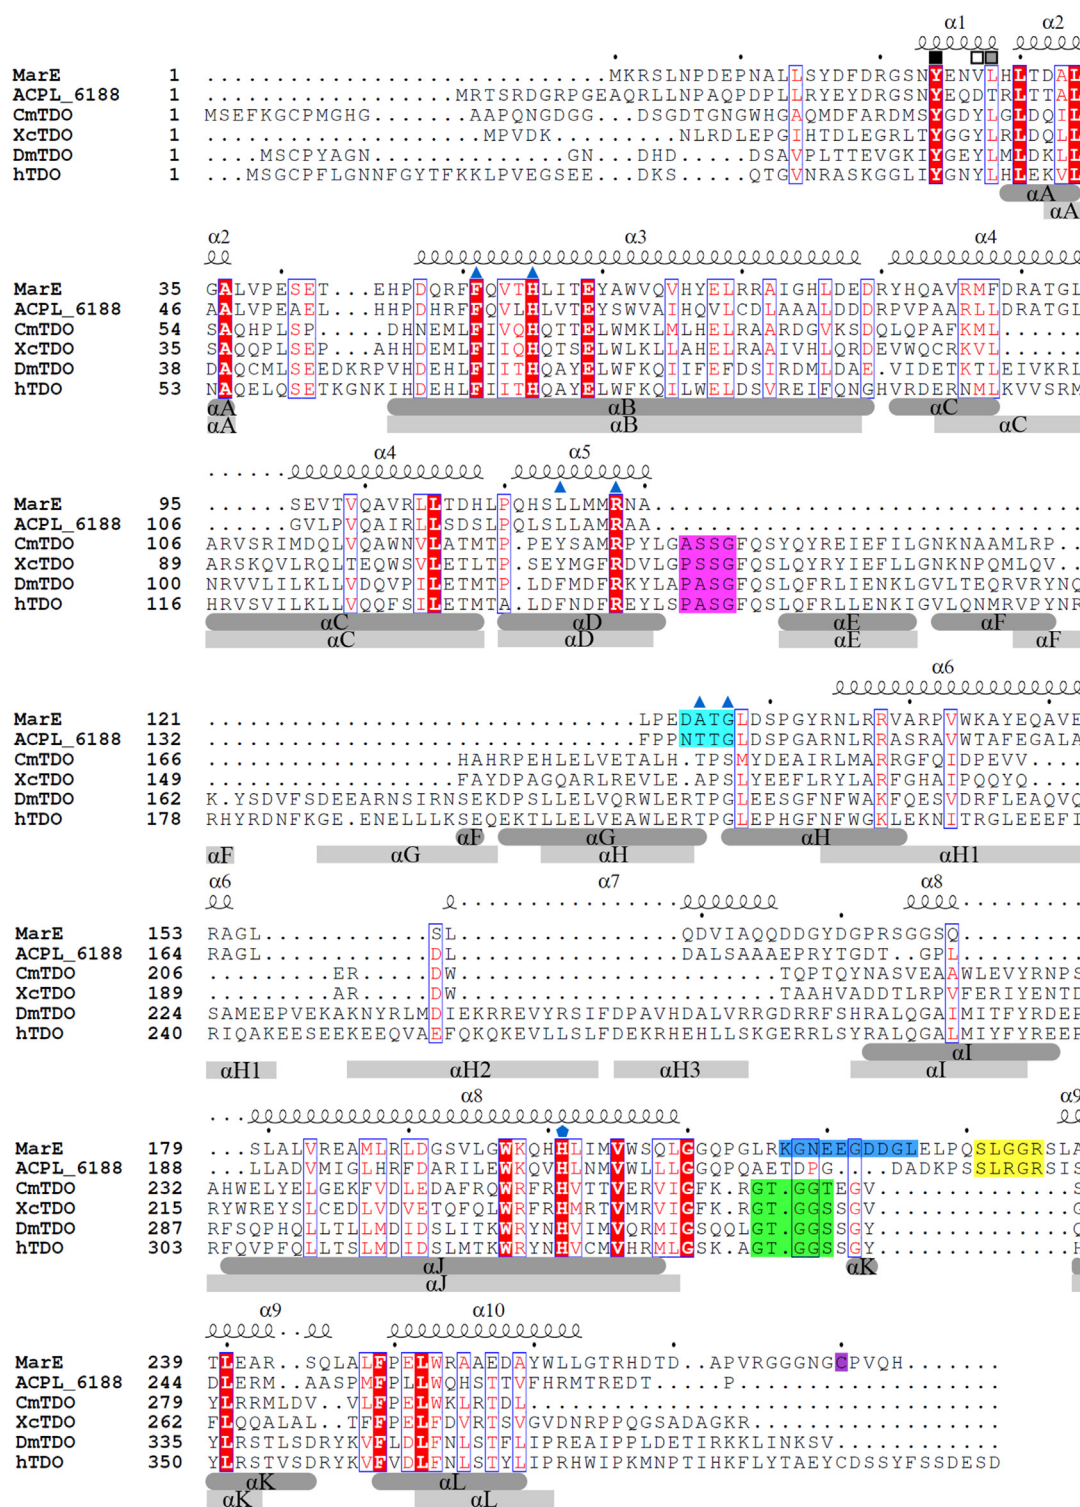 α1 α2
MarE 1 .............................MKRSLNPDEPNALLSYDFDRGSNYENVLHLTDAL
ACPL_6188 1 ..................MRTSRDGRPGEAQRLLNPAQPDPLLRYEYDRGSNYEQDTRLTTAL
CmTDO 1 MSEFKGCPMGHG........AAPQNGDGG...DSGDTGNGWHGAQMDFARDMSYGDYLGLDQIL
XcTDO 1 ....................MPVDK..........NLRDLEPGIHTDLEGRLTYGGYLRLDQLL
DmTDO 1 ....MSCPYAGN..............GN...DHD.....DSAVPLTTEVGKIYGEYLMLDKLL
hTDO 1 ...MSGCPFLGNNFGYTFKKLPVEGSEE...DKS.....QTGVNRASKGGLIYGNYLHLEKVL
αA
αA
α2 α3 α4
MarE 35 GALVPESET...EHPDQRFFQVTHLITEYAWVQVHYELRRAIGHLDEDRYHQAVRMFDRATGL
ACPL_6188 46 AALVPEAEL...HHPDHRFFQVLHLVTEYSWVAIHQVLCDLAAALDDDRPVPAARLLDRATGL
CmTDO 54 SAQHPLSP.....DHNEMLFIVQHQTTELWMKLMLHELRAARDGVKSDQLQPAFKML......
XcTDO 35 SAQQPLSEP....AHHDEMLFIIQHQTSELWLKLLAHELRAAIVHLQRDEVWQCRKVL......
DmTDO 38 DAQCMLSEEDKRPVHDEHLFIITHQAYELWFKQIIFEFDSIRDMLDAE.VIDETKTLEIVKRL
hTDO 53 NAQELQSETKGNKIHDEHLFIITHQAYELWFKQILWELDSVREIFQNGHVRDERNMLKVVSRM
αA αB αC
αA αB αC
α4 α5
MarE 95 ......SEVTVQAVRLLTDHLPQHSLLMMRNA...............................
ACPL_6188 106 ......GVLPVQAIRLLSDSLPQLSLLAMRAA...............................
CmTDO 106 ARVSRIMDQLVQAWNVLATMTP.PEYSAMRPYLGASSGFQSYQYREIEFILGNKNAAMLRP..
XcTDO 89 ARSKQVLRQLTEQWSVLETLTP.SEYMGFRDVLGPSSGFQSLQYRYIEFLLGNKNPQMLQV..
DmTDO 100 NRVVLILKLLVDQVPILETMTP.LDFMDFRKYLAPASGFQSLQFRLIENKLGVLTEQRVRYNQ
hTDO 116 HRVSVILKLLVQQFSILETMTA.LDFNDFREYLSPASGFQSLQFRLLENKIGVLQNMRVPYNR
αC αD αE αF
αC αD αE αF
α6
MarE 121 ...............................LPEDATGLDSPGYRNLRRVARPVWKAYEQAVE
ACPL_6188 132 ...............................FPPNTTGLDSPGARNLRRASRAVWTAFEGALA
CmTDO 166 ..................HAHRPEHLELVETALH.TPSMYDEAIRLMARRGFQIDPEVV....
XcTDO 149 ..................FAYDPAGQARLREVLE.APSLYEEFLRYLARFGHAIPQQYQ....
DmTDO 162 K.YSDVFSDEEARNSIRNSEKDPSLLELVQRWLERTPGLEESGFNFWAKFQESVDRFLEAQVQ
hTDO 178 RHYRDNFKGE.ENELLLKSEQEKTLLELVEAWLERTPGLEPHGFNFWGKLEKNITRGLEEEFI
αF αG αH
αF αG αH αH1
α6 α7 α8
MarE 153 RAGL............SL................QDVIAQQDDGYDGPRSGGSQ.........
ACPL_6188 164 RAGL............DL................DALSAAAEPRYTGDT..GPL.........
CmTDO 206 .........ER.....DW.......................TQPTQYNASVEAAWLEVYRNPS
XcTDO 189 .........AR.....DW.......................TAAHVADDTLRPVFERIYENTD
DmTDO 224 SAMEEPVEKAKNYRLMDIEKRREVYRSIFDPAVHDALVRRGDRRFSHRALQGAIMITFYRDEP
hTDO 240 RIQAKEESEEKEEQVAEFQKQKEVLLSLFDEKRHEHLLSKGERRLSYRALQGALMIYFYREEP
αI
αH1 αH2 αH3 αI
α8 α9
MarE 179 ...SLALVREAMLRLDGSVLGWKQHHLIMVWSQLGGQPGLRKGNEEGDDGLELPQSLGGRSLA
ACPL_6188 188 ...LLADVMIGLHRFDARILEWKQVHLNMVWLLLGGQPQAETDPG...DADKPSSLRGRSIS
CmTDO 232 AHWELYELGEKFVDLEDAFRQWRFRHVTTVERVIGFK.RGT.GGTEGV..............S
XcTDO 215 RYWREYSLCEDLVDVETQFQLWRFRHMRTVMRVIGFK.RGT.GGSSGV..............G
DmTDO 287 RFSQPHQLLTLLMDIDSLITKWRYNHVIMVQRMIGSQQLGTGGSSGY...............Q
hTDO 303 RFQVPFQLLTSLMDIDSLMTKWRYNHVCMVHRMLGSK.AGT.GGSSGY..............H
αJ αK
αJ
α9 α10
MarE 239 TLEAR..SQLALFPELWRAAEDAYWLLGTRHDTD..APVRGGGNGCPVQH.......
ACPL_6188 244 DLERM..AASPMFPLLWQHSTTVFHRMTREDT.....P...................
CmTDO 279 YLRRMLDV.VLFPELWKLRTDL..................................
XcTDO 262 FLQQALAL.TFFPELFDVRTSVGVDNRPPQGSADAGKR..................
DmTDO 335 YLRSTLSDRYKVFLDLFNLSTFLIPREAIPPLDETIRKKLINKSV............
hTDO 350 YLRSTVSDRYKVFVDLFNLSTYLIPRHWIPKMNPTIHKFLYTAEYCDSSYFSSDESD
αK αL
αK αL